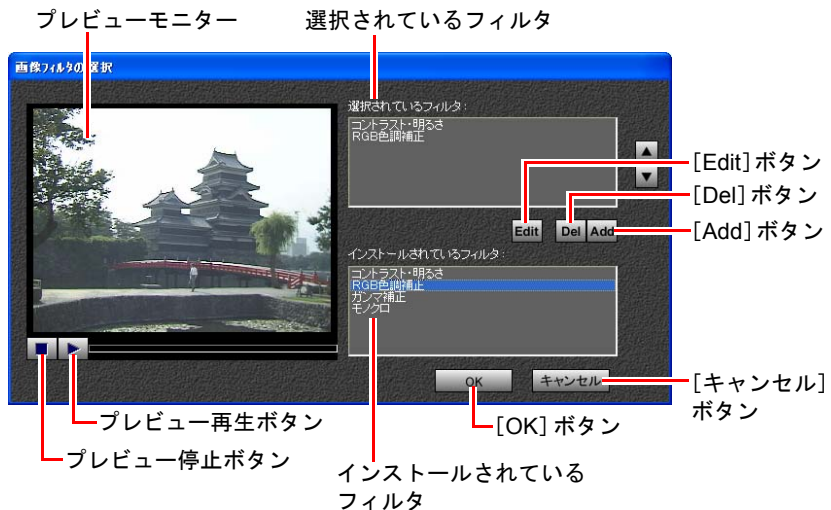 プレビューモニター
選択されているフィルタ
画像フィルタの選択
選択されているフィルタ:
コントラスト・明るさ
RGB色調補正
▲
▼
[Edit]ボタン
[Del]ボタン
[Add]ボタン
Edit
Del
Add
インストールされているフィルタ:
コントラスト・明るさ
RGB色調補正
ガンマ補正
モノクロ
OK
キャンセル
[キャンセル]
ボタン
プレビュー再生ボタン
[OK] ボタン
プレビュー停止ボタン
インストールされている
フィルタ